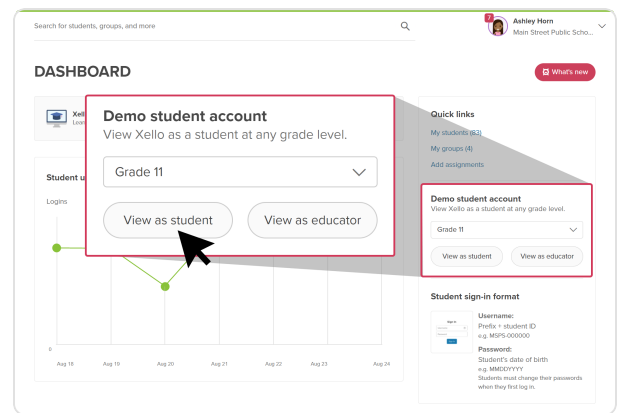 Search for students, groups, and more
7
Ashley Horn
Main Street Public Scho...
DASHBOARD
What's new
Xell
Lear
Demo student account
View Xello as a student at any grade level.
Grade 11
View as student
View as educator
Student u
Logins
0
Aug 18
Aug 19
Aug 20
Aug 21
Aug 22
Aug 23
Aug 24
Quick links
My students (83)
My groups (4)
Add assignments
Demo student account
View Xello as a student at any grade level.
Grade 11
View as student
View as educator
Student sign-in format
Sign in
Username:
Prefix + student ID
e.g. MSPS-000000
Password:
Student's date of birth
e.g. MMDDYYYY
Students must change their passwords
when they first log in.